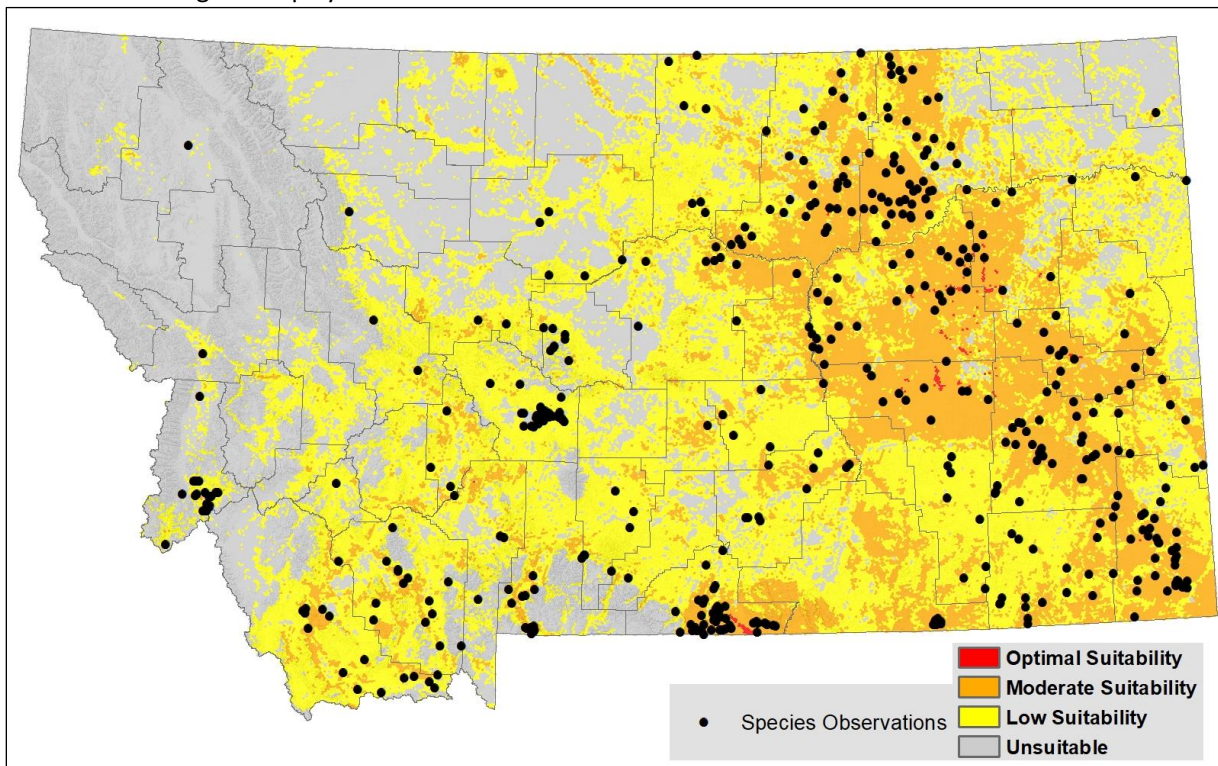 Optimal Suitability
Moderate Suitability
Species Observations
Low Suitability
Unsuitable